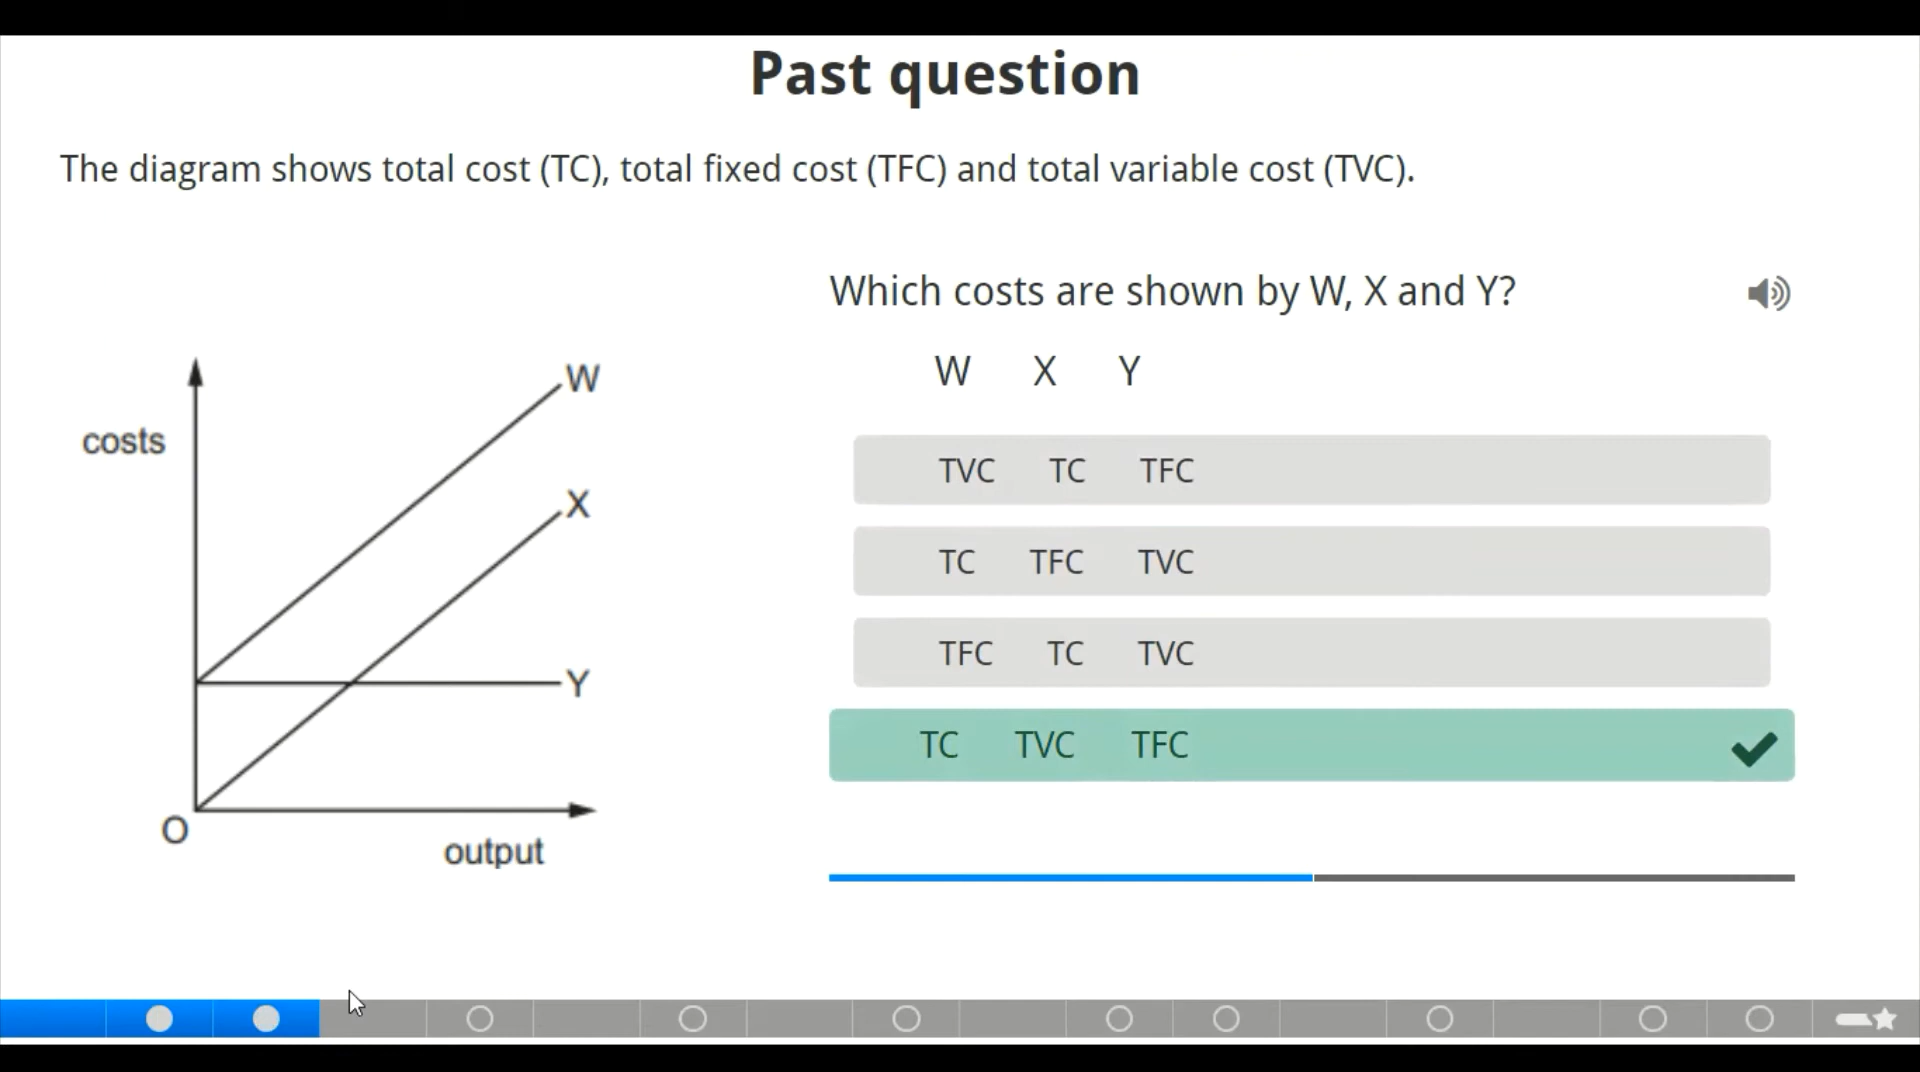 Past question
The diagram shows total cost (TC), total fixed cost (TFC) and total variable cost (TVC).
Which costs are shown by W, X and Y?
W X Y
TVC TC TFC
TC TFC TVC
TFC TC TVC
TC TVC TFC
W
costs
X
Y
O
output